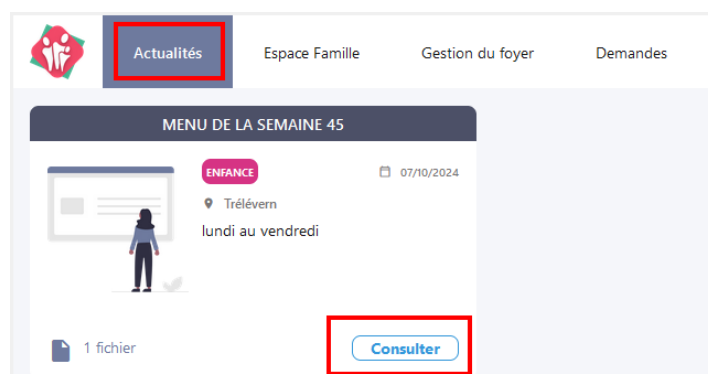 Actualités Espace Famille Gestion du foyer Demandes
MENU DE LA SEMAINE 45
ENFANCE 07/10/2024
Trélévern
lundi au vendredi
1 fichier Consulter